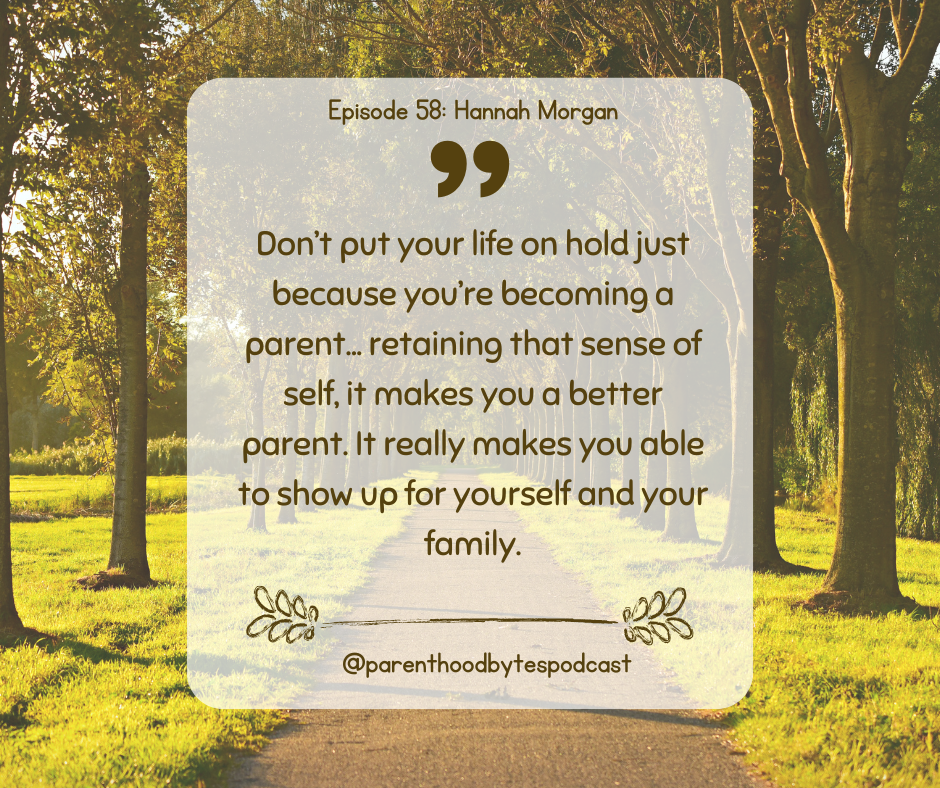 Episode 58: Hannah Morgan
”
Don’t put your life on hold just
because you’re becoming a
parent... retaining that sense of
self, it makes you a better
parent. It really makes you able
to show up for yourself and your
family.
@parenthoodbytespodcast